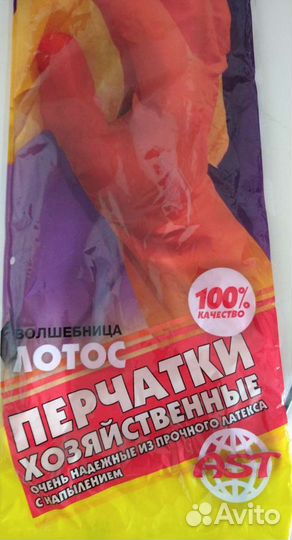 100%
КАЧЕСТВО
ВОЛШЕБНИЦА
ЛОТОС
ПЕРЧАТКИ
ХОЗЯЙСТВЕННЫЕ
ОЧЕНЬ НАДЕЖНЫЕ ИЗ ПРОЧНОГО ЛАТЕКСА
С НАПЫЛЕНИЕМ
AST
Avito